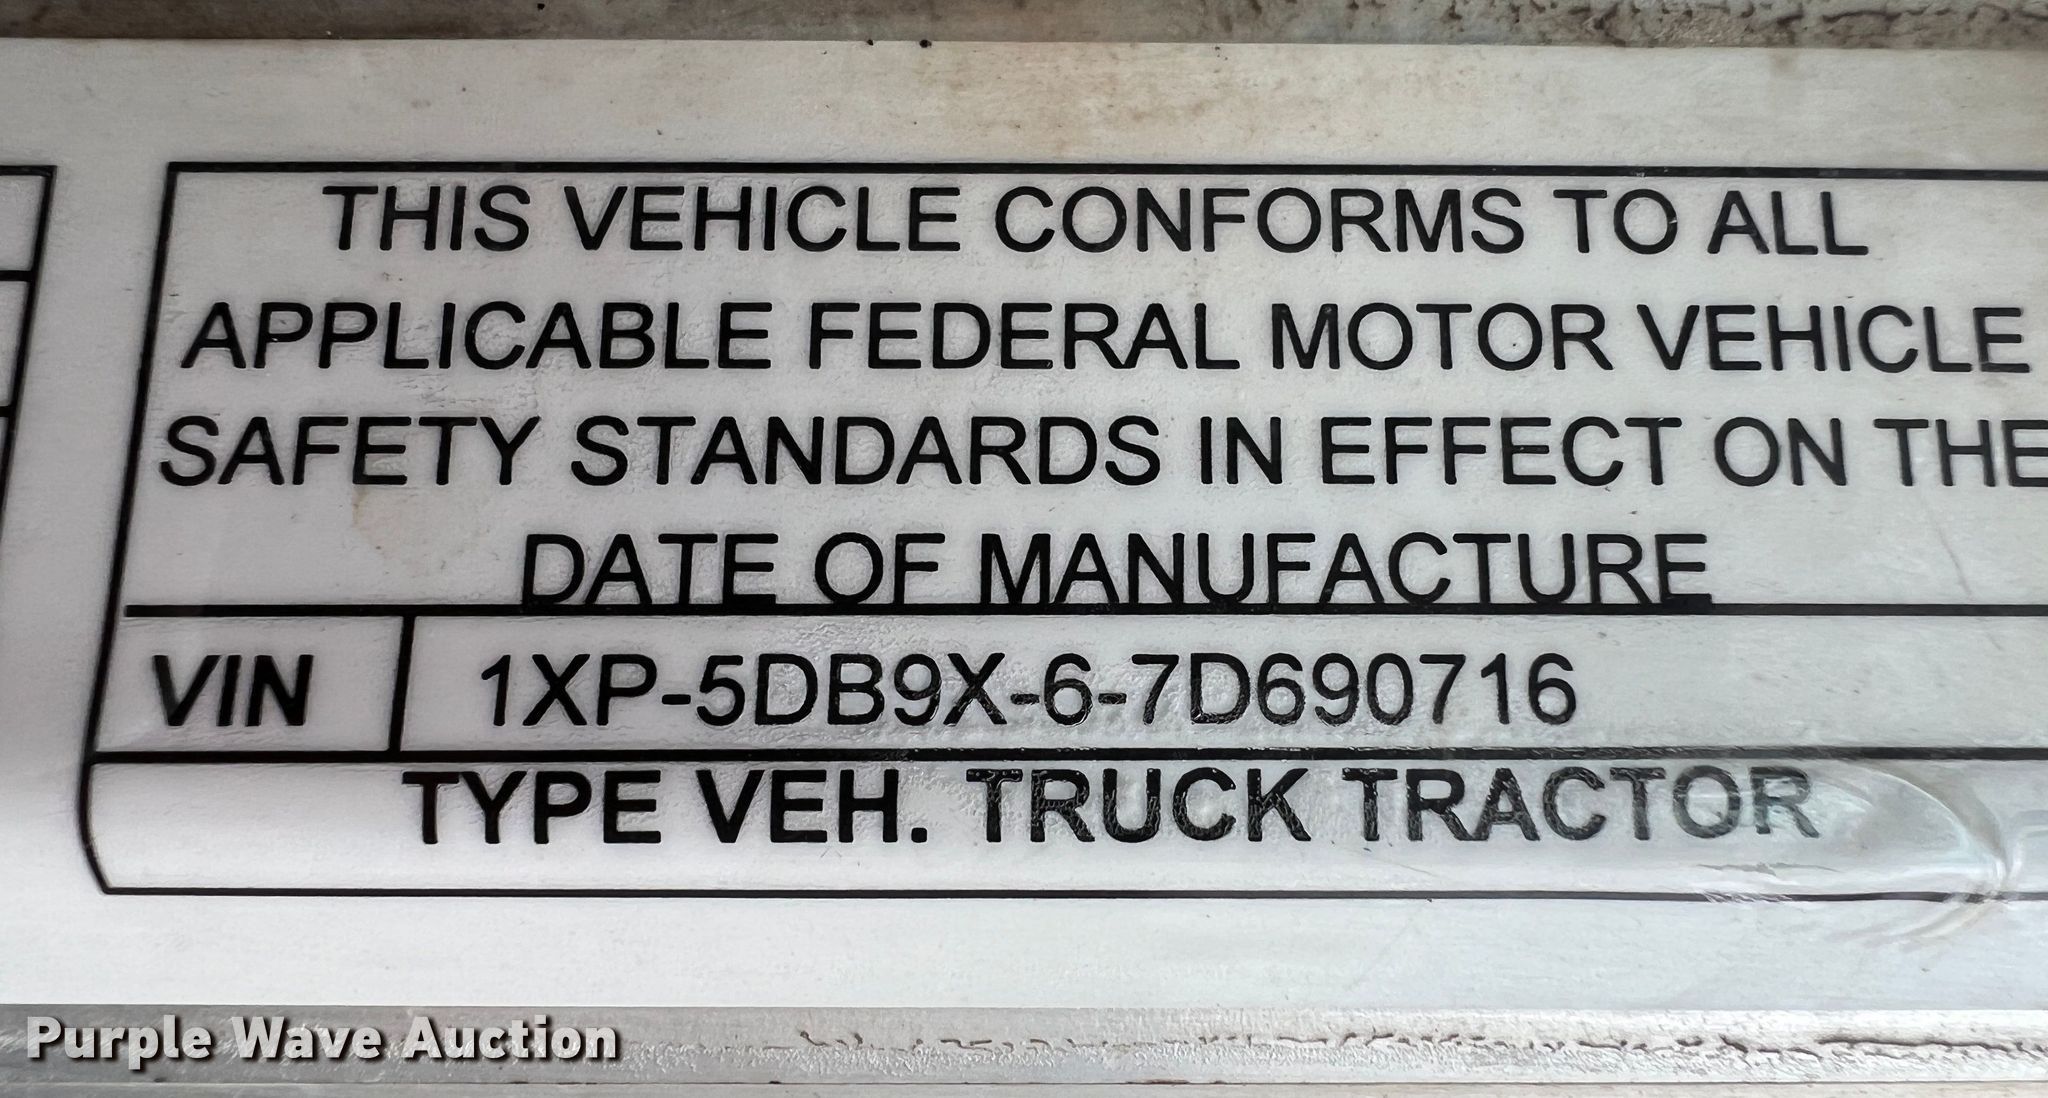 THIS VEHICLE CONFORMS TO ALL
APPLICABLE FEDERAL MOTOR VEHICLE
SAFETY STANDARDS IN EFFECT ON THE
DATE OF MANUFACTURE
VIN 1XP-5DB9X-6-7D690716
TYPE VEH. TRUCK TRACTOR
Purple Wave Auction